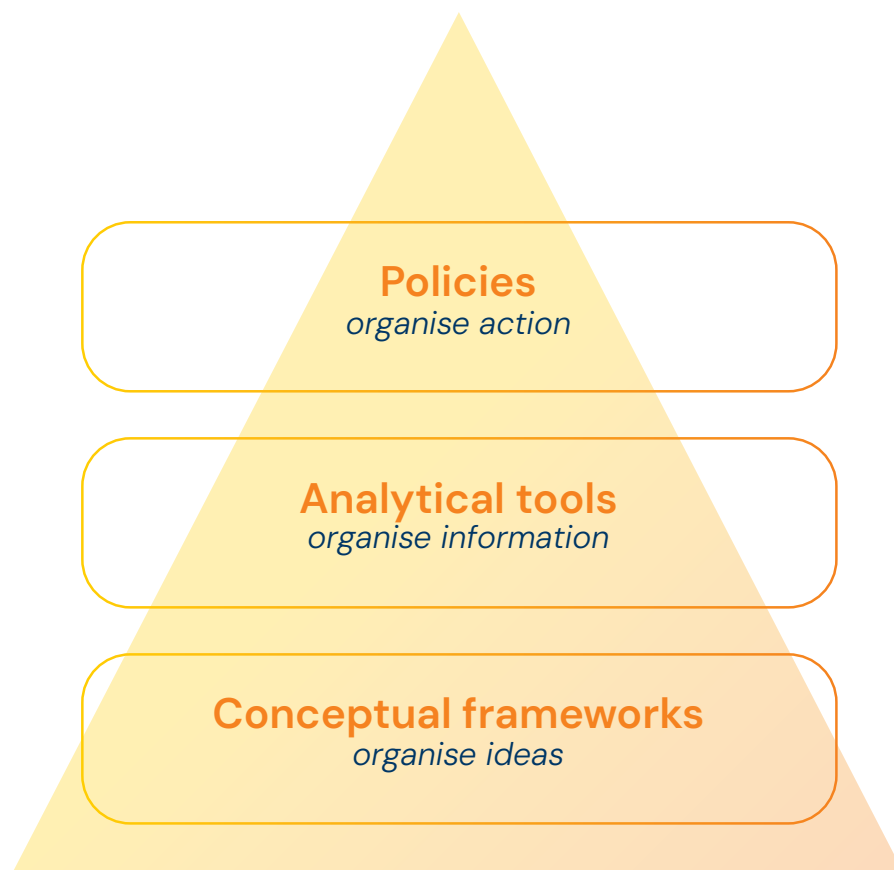 Policies
organise action
Analytical tools
organise information
Conceptual frameworks
organise ideas